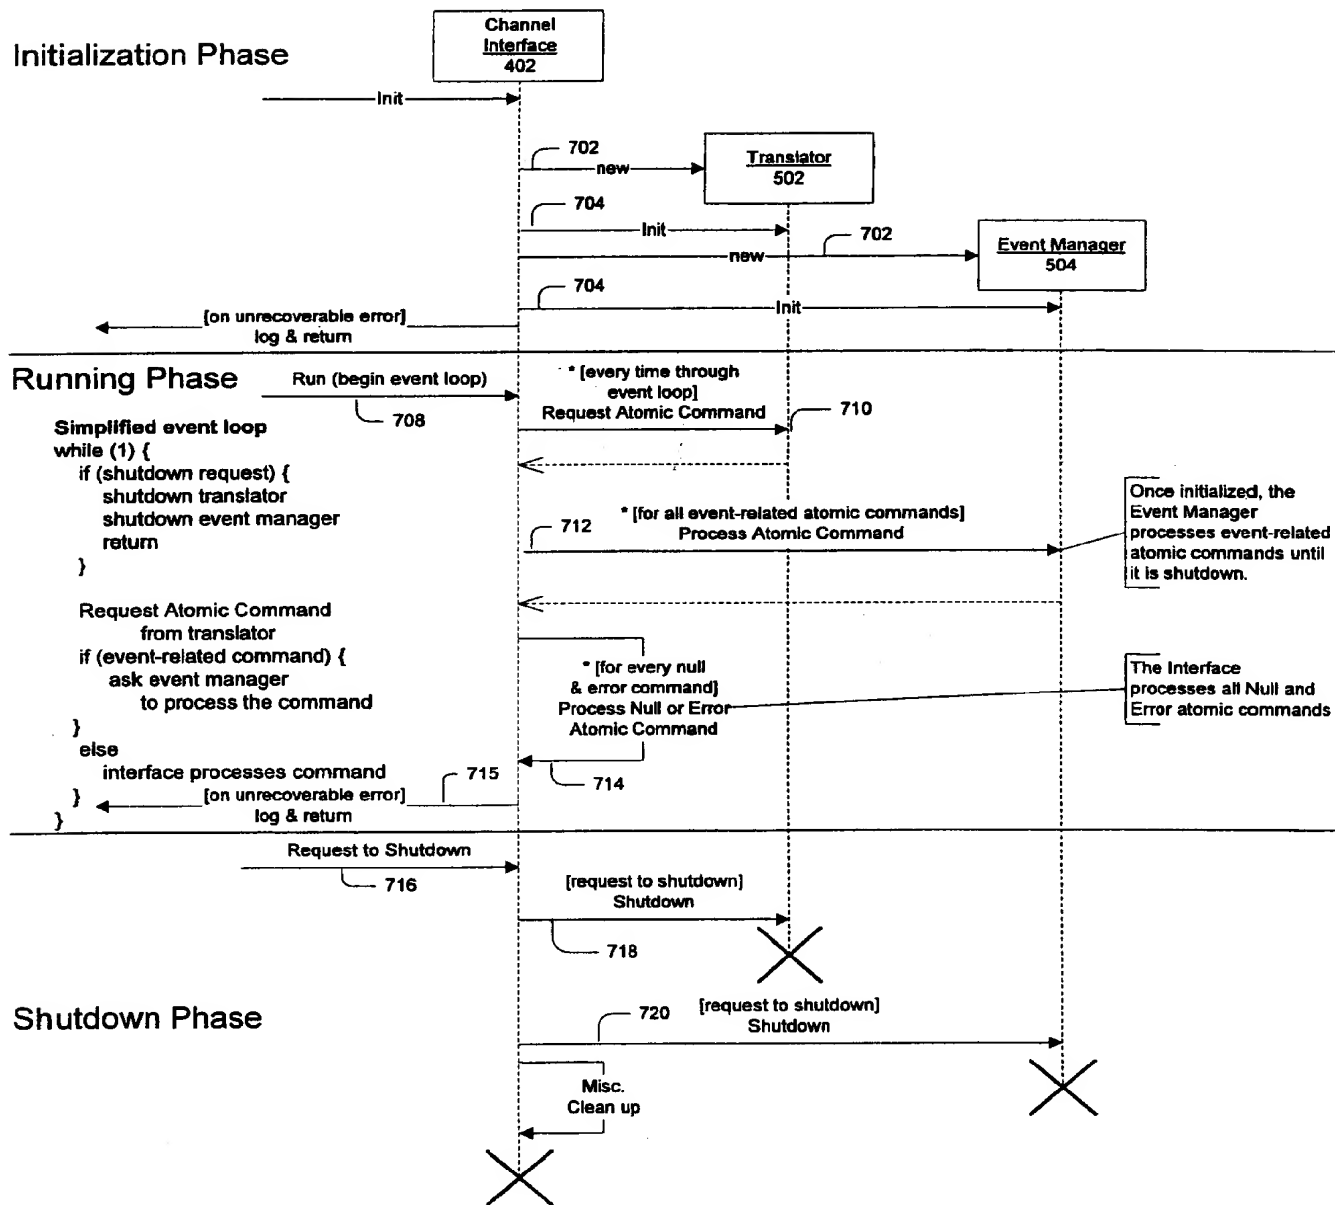 Channel
Interface
402
Initialization Phase
Init
702
new
Translator
502
704
Init
702
new
Event Manager
504
704
Init
[on unrecoverable error]
log & return
Running Phase
Run (begin event loop)
708
* [every time through
event loop]
Request Atomic Command
710
Simplified event loop
while (1) {
if (shutdown request) {
shutdown translator
shutdown event manager
return
}
Request Atomic Command
from translator
if (event-related command) {
ask event manager
to process the command
}
else
interface processes command
}
}
712
* [for all event-related atomic commands]
Process Atomic Command
Once initialized, the
Event Manager
processes event-related
atomic commands until
it is shutdown.
* [for every null
& error command]
Process Null or Error
Atomic Command
The Interface
processes all Null and
Error atomic commands
714
715
[on unrecoverable error]
log & return
Request to Shutdown
716
[request to shutdown]
Shutdown
718
Shutdown Phase
720
[request to shutdown]
Shutdown
Misc.
Clean up